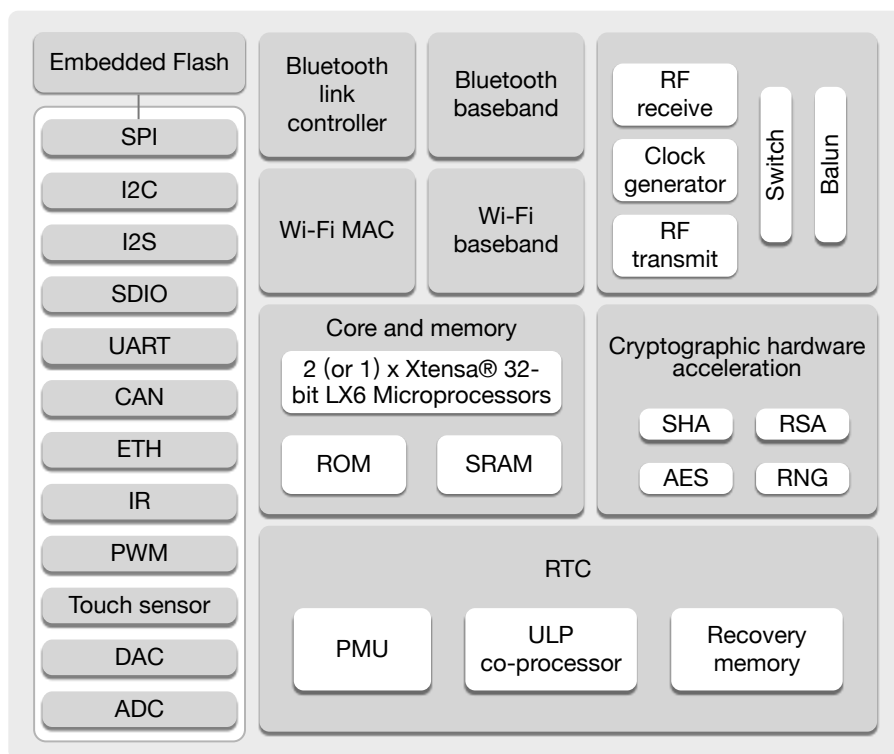 Embedded Flash
SPI
I2C
I2S
SDIO
UART
CAN
ETH
IR
PWM
Touch sensor
DAC
ADC
Bluetooth
link
controller
Bluetooth
baseband
Wi-Fi MAC
Wi-Fi
baseband
RF
receive
Clock
generator
RF
transmit
Switch
Balun
Core and memory
2 (or 1) x Xtensa® 32-
bit LX6 Microprocessors
ROM
SRAM
Cryptographic hardware
acceleration
SHA
RSA
AES
RNG
RTC
PMU
ULP
co-processor
Recovery
memory